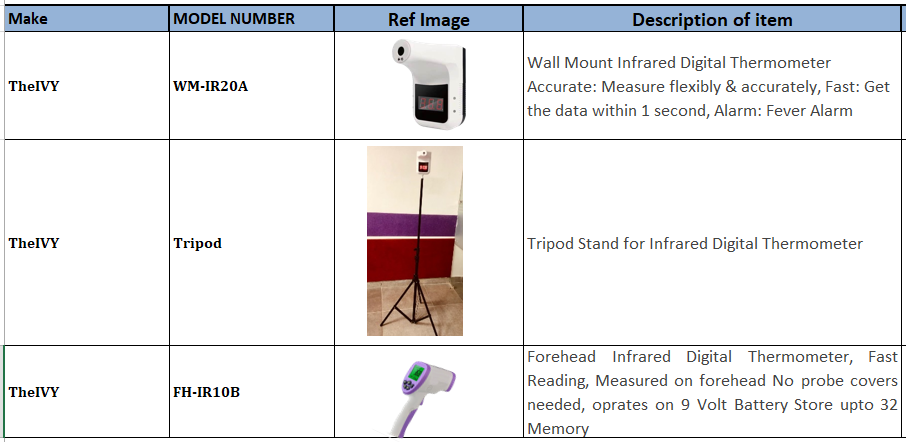 Make MODEL NUMBER Ref Image Description of item
TheIVY WM-IR20A
Wall Mount Infrared Digital Thermometer
Accurate: Measure flexibly & accurately, Fast: Get
the data within 1 second, Alarm: Fever Alarm
TheIVY Tripod Tripod Stand for Infrared Digital Thermometer
TheIVY FH-IR10B
Forehead Infrared Digital Thermometer, Fast
Reading, Measured on forehead No probe covers
needed, oprates on 9 Volt Battery Store upto 32
Memory